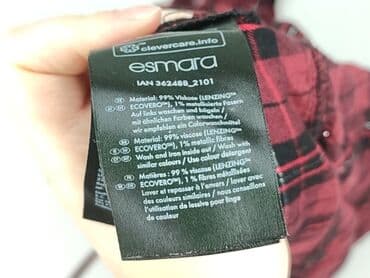 clevercare.info
esmara
IAN 362488_2101
Material: 99% Viskose (LENZING™
ECOVERO™), 1% metallisierte Fasern
Auf links waschen und bügeln /
mit ähnlichen Farben waschen /
wir empfehlen ein Colorwaschmittel
Material: 99% viscose (LENZING™
ECOVERO™), 1% metallic fibres
Wash and iron inside out / Wash with
similar colours / Use colour detergent
Matières : 99 % viscose (LENZING™
ECOVERO™), 1 % fibres métallisées
Laver et repasser à l'envers / laver avec
des couleurs similaires / nous conseillons
l'utilisation de lessive pour linge
de couleur